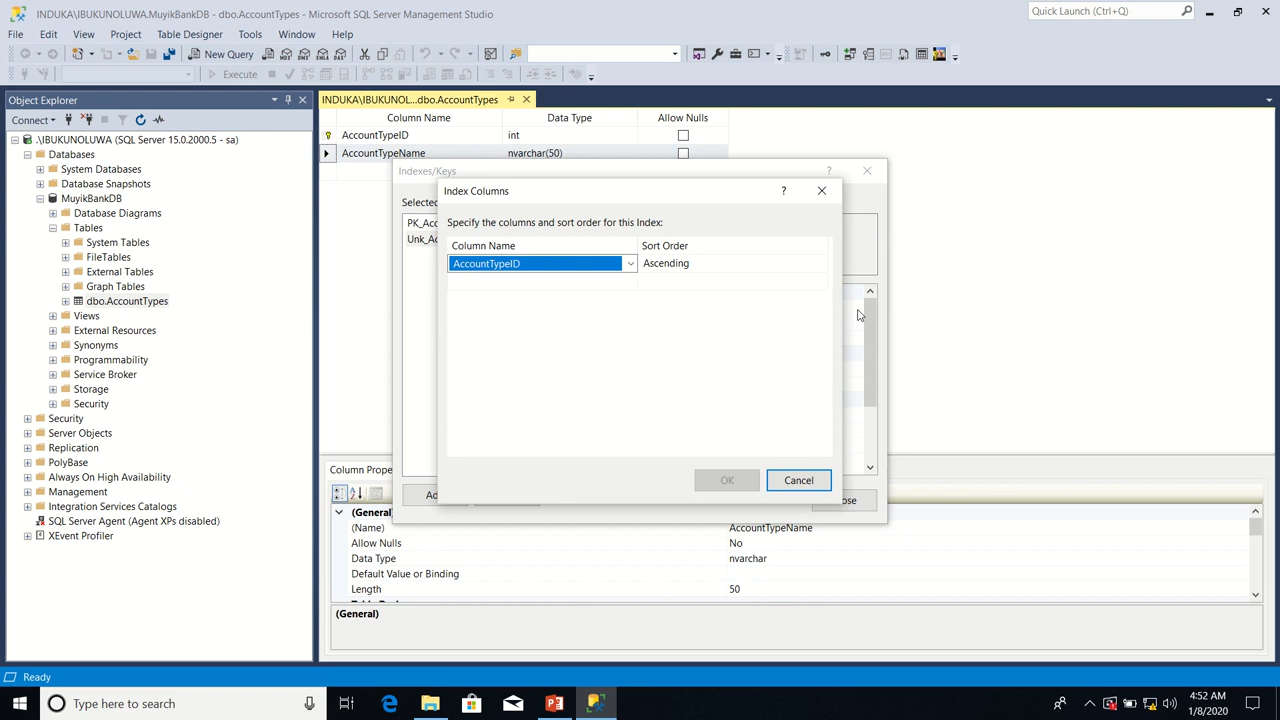 INDUKA\IBUKUNOLUWA.MuyikBankDB - dbo.AccountTypes - Microsoft SQL Server Management Studio
Quick Launch (Ctrl+Q)
File Edit View Project Table Designer Tools Window Help
New Query
Execute
Object Explorer
Connect
.\IBUKUNOLUWA (SQL Server 15.0.2000.5 - sa)
Databases
System Databases
Database Snapshots
MuyikBankDB
Database Diagrams
Tables
System Tables
FileTables
External Tables
Graph Tables
dbo.AccountTypes
Views
External Resources
Synonyms
Programmability
Service Broker
Storage
Security
Security
Server Objects
Replication
PolyBase
Always On High Availability
Management
Integration Services Catalogs
SQL Server Agent (Agent XPs disabled)
XEvent Profiler
INDUKA\IBUKUNOL...dbo.AccountTypes
Column Name Data Type Allow Nulls
AccountTypeID int
AccountTypeName nvarchar(50)
Indexes/Keys ?
Selected
PK_Acc
Unk_A
Index Columns ?
Specify the columns and sort order for this Index:
Column Name Sort Order
AccountTypeID Ascending
OK Cancel
Ad
ose
Column Prope
(General)
(Name) AccountTypeName
Allow Nulls No
Data Type nvarchar
Default Value or Binding
Length 50
(General)
Ready
Type here to search
4:52 AM
1/8/2020